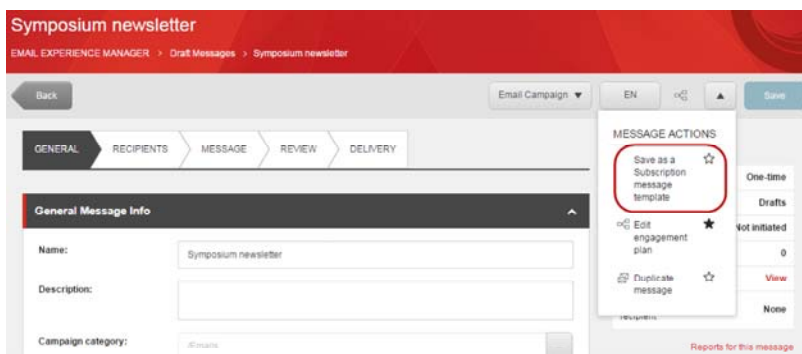 Symposium newsletter
EMAIL EXPERIENCE MANAGER > Draft Messages > Symposium newsletter
Back
Email Campaign
EN
Save
GENERAL
RECIPIENTS
MESSAGE
REVIEW
DELIVERY
MESSAGE ACTIONS
Save as a
Subscription
message
template
Edit
engagement
plan
Duplicate
message
One-time
Drafts
Not initiated
0
View
recipient
None
Reports for this message
General Message Info
Name:
Symposium newsletter
Description:
Campaign category:
/Emails